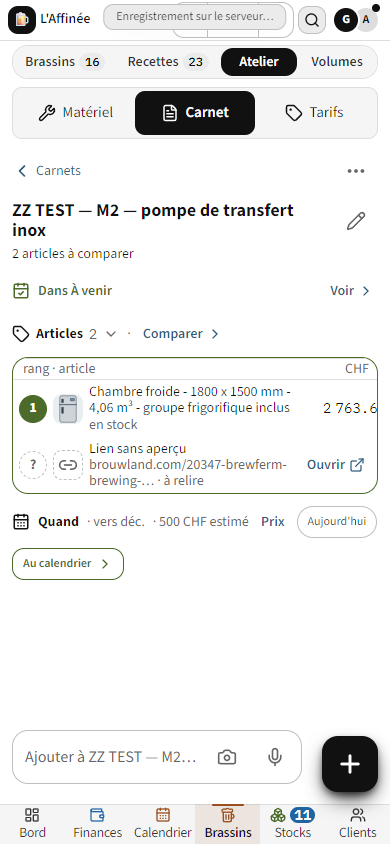 L'Affinée
Enregistrement sur le serveur…
G
A
Brassins 16
Recettes 23
Atelier
Volumes
Matériel
Carnet
Tarifs
Carnets
ZZ TEST — M2 — pompe de transfert
inox
2 articles à comparer
Dans À venir
Voir
Articles 2 · Comparer
rang · article
CHF
1
Chambre froide - 1800 x 1500 mm -
4,06 m³ - groupe frigorifique inclus
en stock
2 763.6
?
Lien sans aperçu
brouwland.com/20347-brewferm-
brewing-… · à relire
Ouvrir
Quand · vers déc. · 500 CHF estimé Prix
Aujourd'hui
Au calendrier
Ajouter à ZZ TEST — M2…
Bord
Finances
Calendrier
Brassins
11
Stocks
Clients